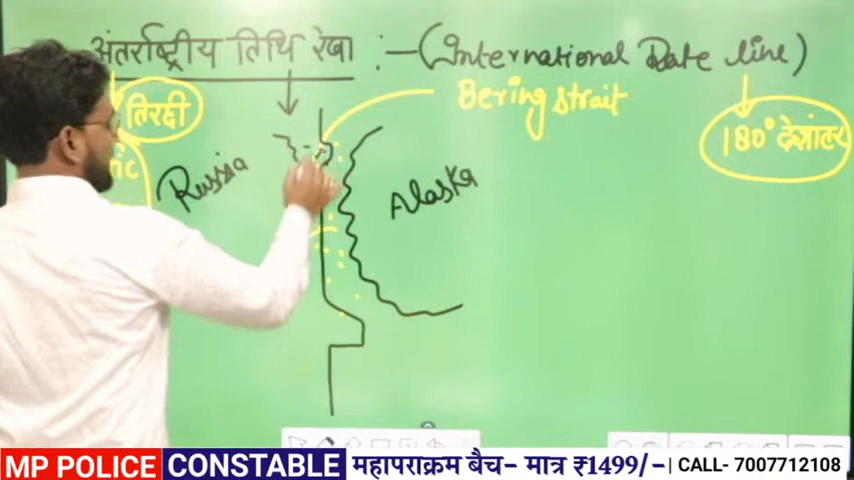 अंतर्राष्ट्रीय तिथि रेखा :- (International Date line)
Bering strait
तिरछी
180° देशांतर
Russia
Alaska
MP POLICE CONSTABLE महापराक्रम बैच- मात्र ₹1499/-| CALL- 7007712108